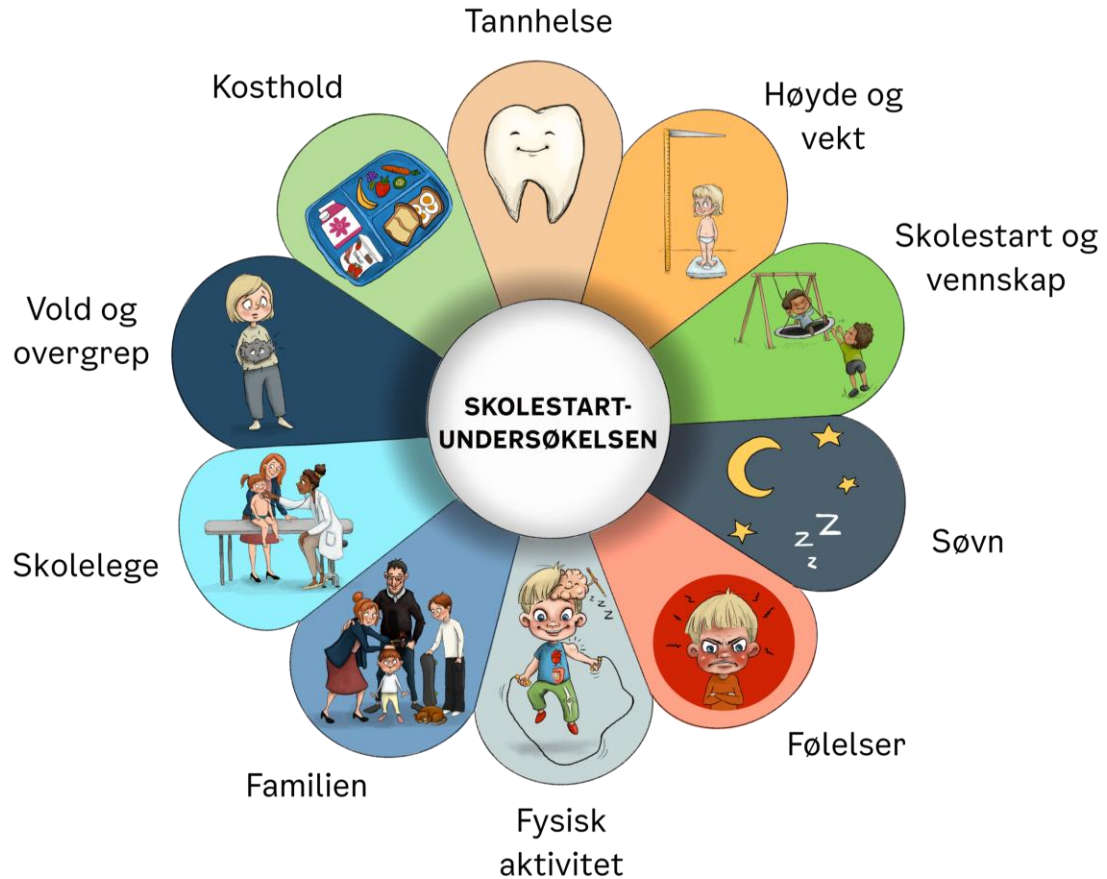 Tannhelse
Høyde og
vekt
Skolestart og
vennskap
Søvn
Følelser
Fysisk
aktivitet
Familien
Skolelege
Vold og
overgrep
Kosthold
SKOLESTART-
UNDERSØKELSEN
z
Z
z
z
z
z